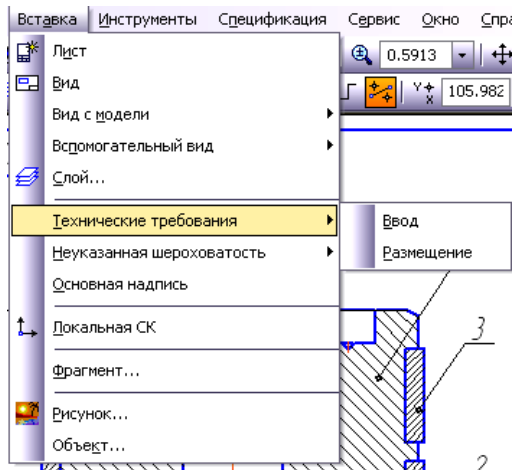 Вставка Инструменты Спецификация Сервис Окно Спра
Лист
0.5913
Вид
105.982
Вид с модели
Вспомогательный вид
Слой...
Технические требования
Ввод
Неуказанная шероховатость
Размещение
Основная надпись
Локальная СК
3
Фрагмент...
Рисунок...
Объект...